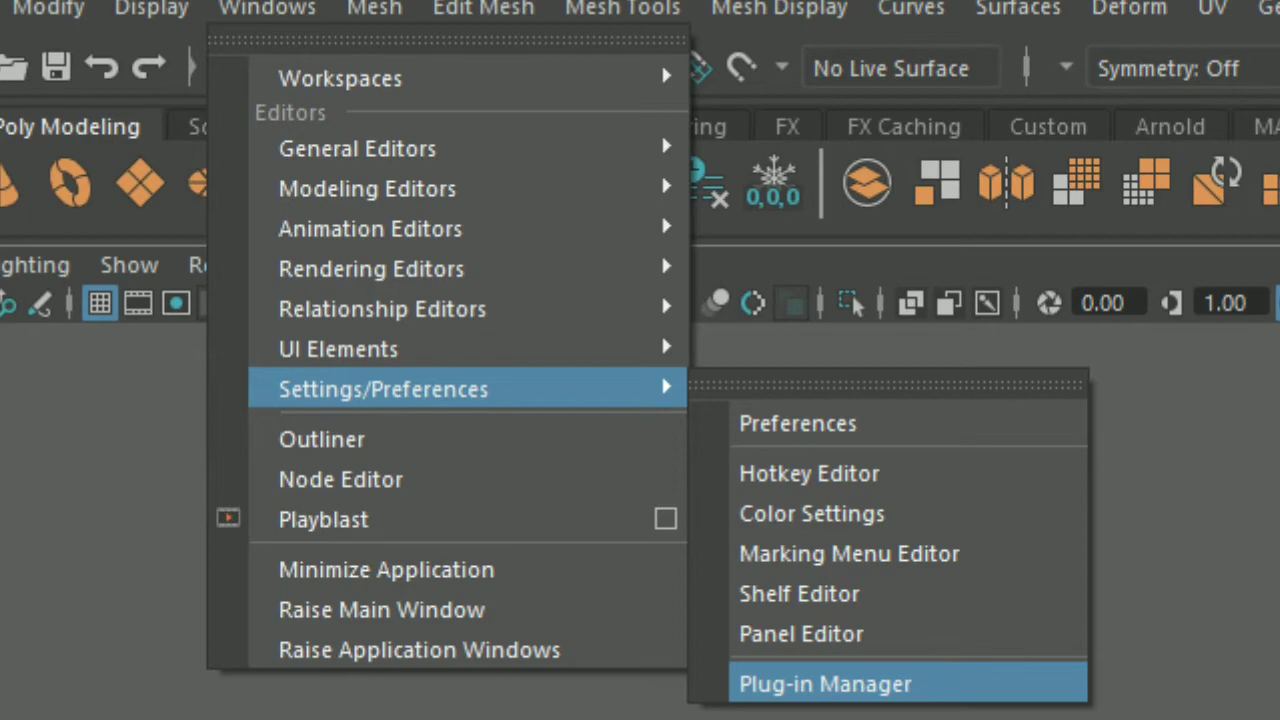 Modify Display Windows Mesh Edit Mesh Mesh Tools Mesh Display Curves Surfaces Deform UV
No Live Surface Symmetry: Off
Poly Modeling FX FX Caching Custom Arnold
0,0,0
Show
0.00 1.00
Workspaces
Editors
General Editors
Modeling Editors
Animation Editors
Rendering Editors
Relationship Editors
UI Elements
Settings/Preferences
Outliner
Node Editor
Playblast
Minimize Application
Raise Main Window
Raise Application Windows
Preferences
Hotkey Editor
Color Settings
Marking Menu Editor
Shelf Editor
Panel Editor
Plug-in Manager